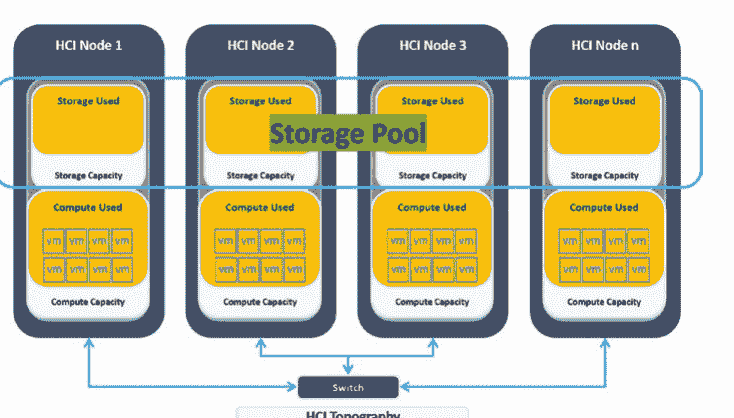 HCI Node 1
HCI Node 2
HCI Node 3
HCI Node n
Storage Used
Storage Used
Storage Used
Storage Used
Storage Pool
Storage Capacity
Storage Capacity
Storage Capacity
Storage Capacity
Compute Used
Compute Used
Compute Used
Compute Used
vm vm vm vm
vm vm vm vm
vm vm vm vm
vm vm vm vm
vm vm vm vm
vm vm vm vm
vm vm vm vm
vm vm vm vm
Compute Capacity
Compute Capacity
Compute Capacity
Compute Capacity
Switch
HCI Topography